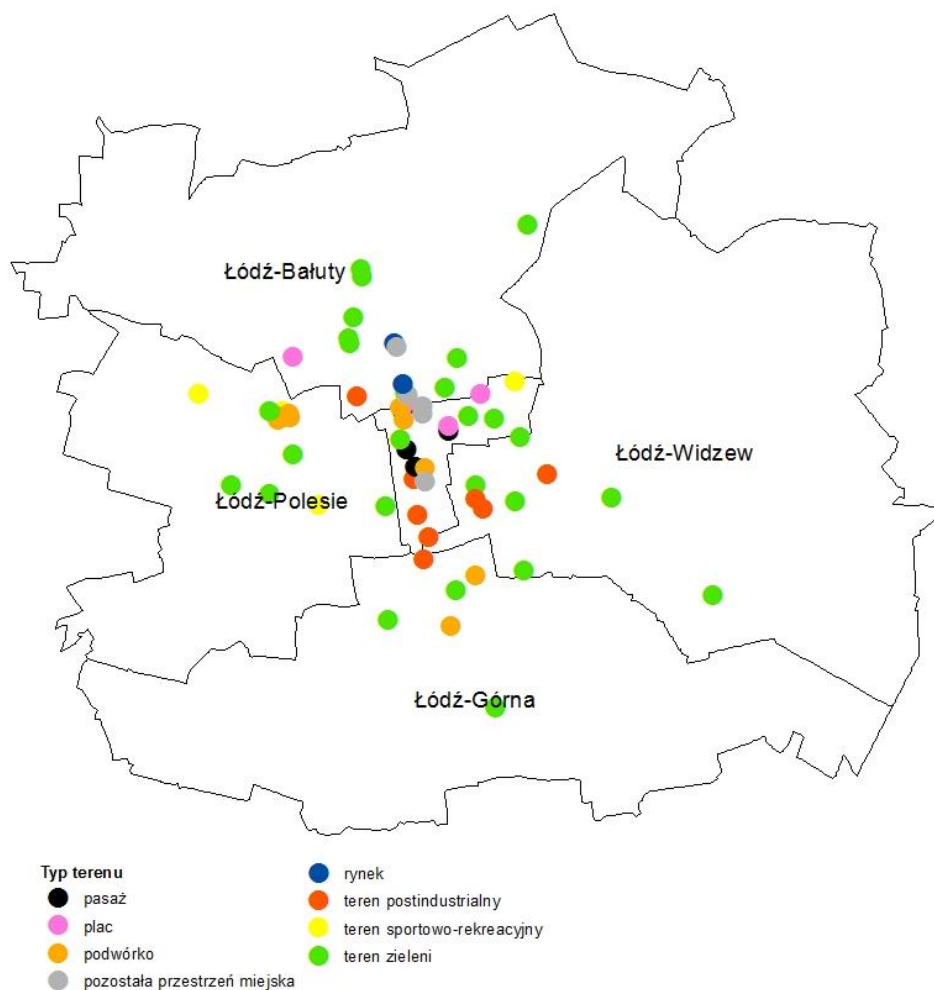 Łódź-Bałuty
Łódź-Widzew
Łódź-Polesie
Łódź-Górna
Typ terenu
pasaż
plac
podwórko
pozostała przestrzeń miejska
rynek
teren postindustrialny
teren sportowo-rekreacyjny
teren zieleni